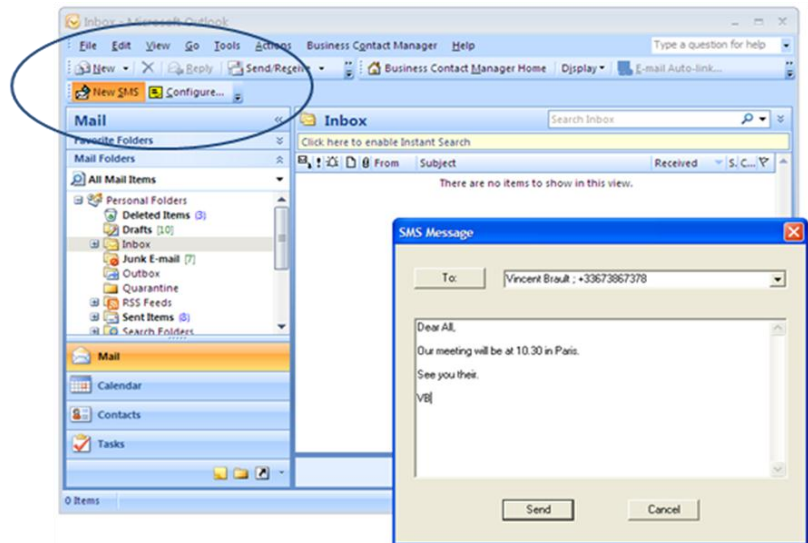 Inbox - Microsoft Outlook
File Edit View Go Tools Actions Business Contact Manager Help
Type a question for help
New Reply Send/Receive Business Contact Manager Home Display E-mail Auto-link...
New SMS Configure...
Mail
Inbox
Search Inbox
Favorite Folders
Click here to enable Instant Search
Mail Folders
From Subject Received S. C...
All Mail Items
There are no items to show in this view.
Personal Folders
Deleted Items (3)
Drafts [10]
Inbox
Junk E-mail [7]
Outbox
Quarantine
RSS Feeds
Sent Items (8)
Search Folders
Mail
Calendar
Contacts
Tasks
0 Items
SMS Message
To: Vincent Brault ; +33673867378
Dear All,
Our meeting will be at 10.30 in Paris.
See you their.
VB
Send Cancel